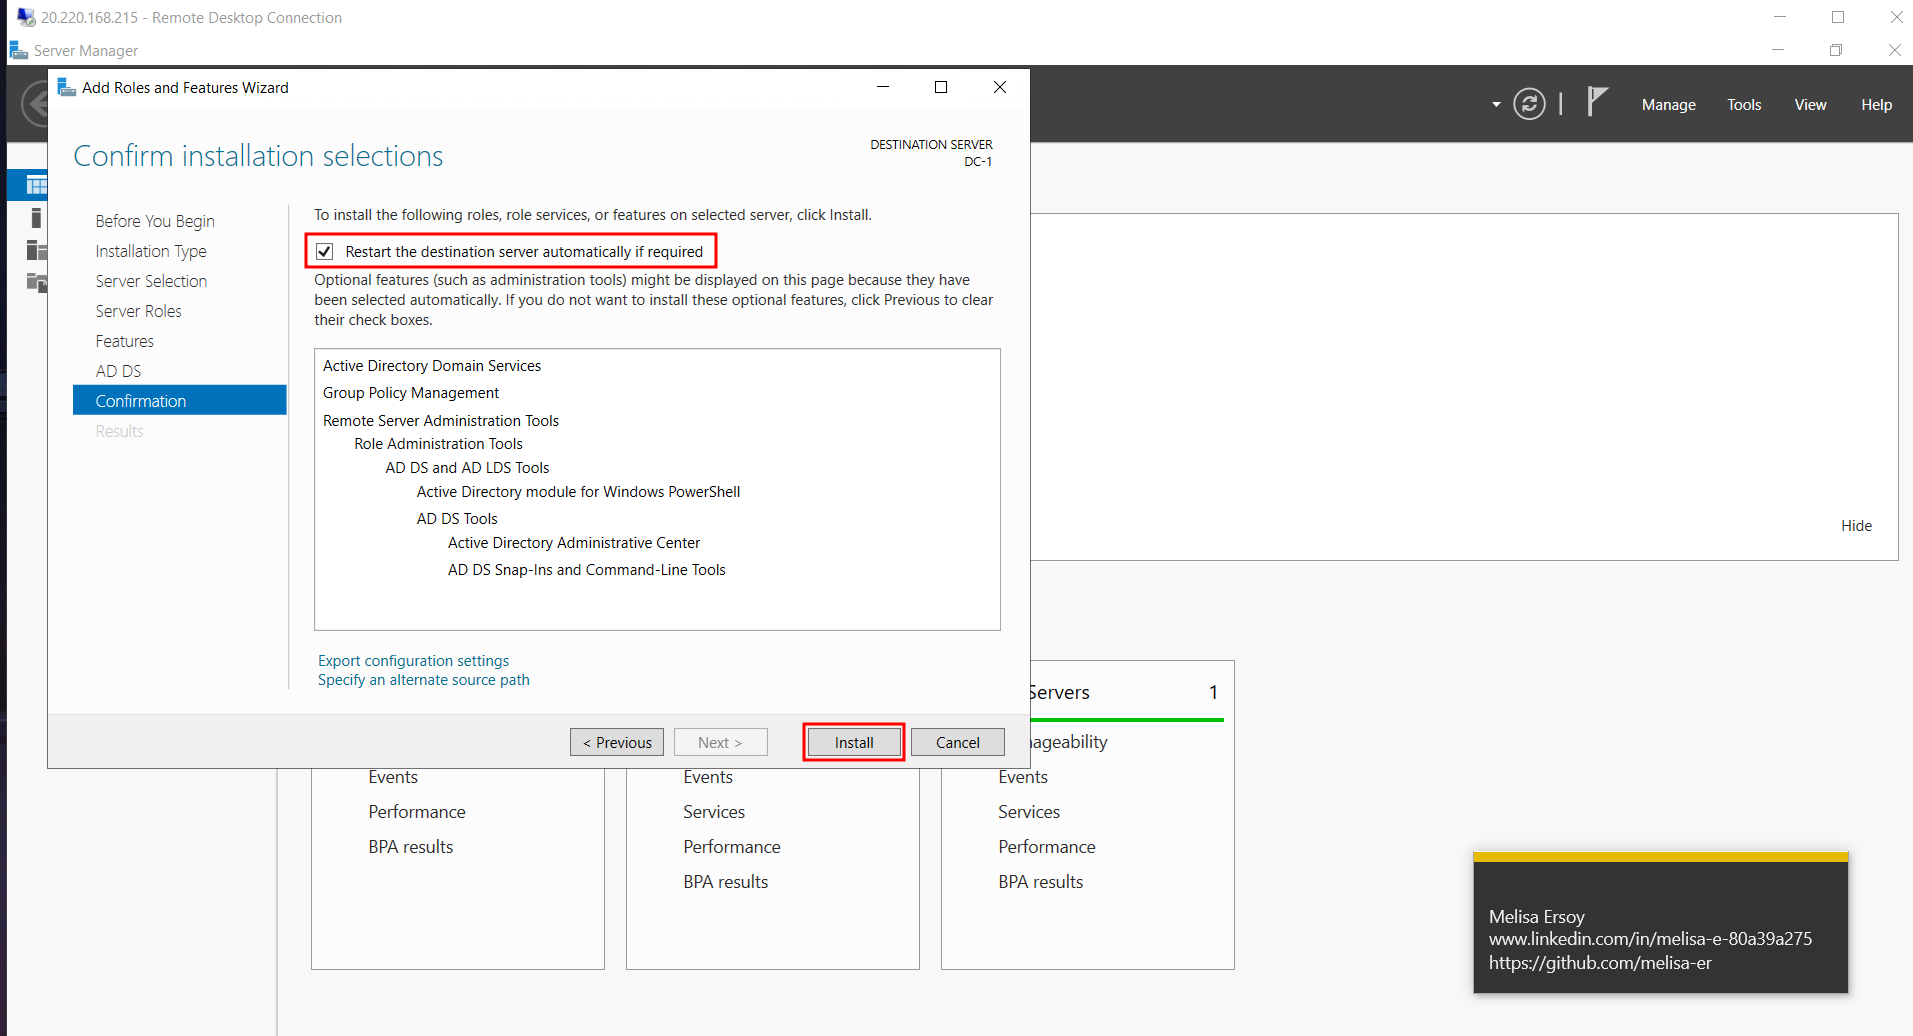 20.220.168.215 - Remote Desktop Connection
Server Manager
Add Roles and Features Wizard
Manage
Tools
View
Help
Confirm installation selections
DESTINATION SERVER
DC-1
Before You Begin
Installation Type
Server Selection
Server Roles
Features
AD DS
Confirmation
Results
To install the following roles, role services, or features on selected server, click Install.
Restart the destination server automatically if required
Optional features (such as administration tools) might be displayed on this page because they have
been selected automatically. If you do not want to install these optional features, click Previous to clear
their check boxes.
Active Directory Domain Services
Group Policy Management
Remote Server Administration Tools
Role Administration Tools
AD DS and AD LDS Tools
Active Directory module for Windows PowerShell
AD DS Tools
Active Directory Administrative Center
AD DS Snap-Ins and Command-Line Tools
Export configuration settings
Specify an alternate source path
< Previous
Next >
Install
Cancel
Hide
Servers 1
ageability
Events
Performance
BPA results
Events
Services
Performance
BPA results
Events
Services
Performance
BPA results
Melisa Ersoy
www.linkedin.com/in/melisa-e-80a39a275
https://github.com/melisa-er